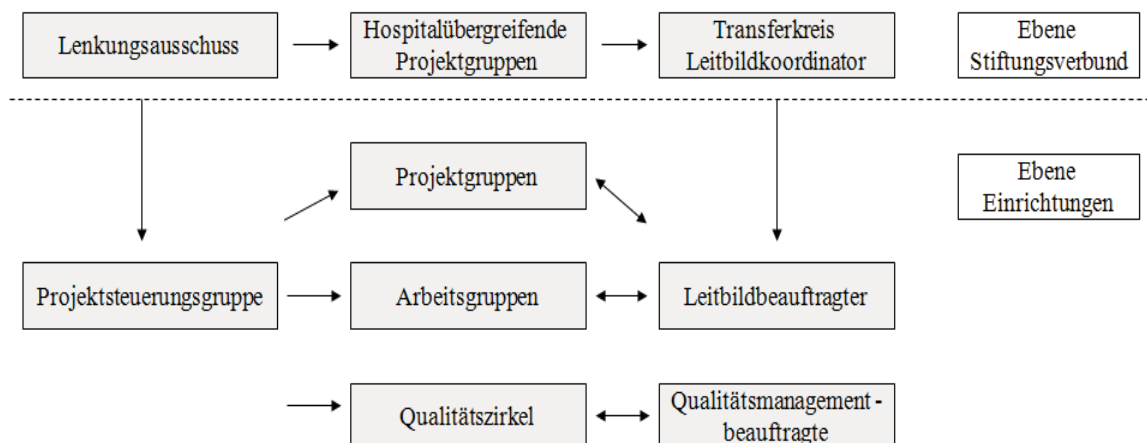 Lenkungsausschuss
Hospitalübergreifende
Projektgruppen
Transferkreis
Leitbildkoordinator
Ebene
Stiftungsverbund
Projektgruppen
Ebene
Einrichtungen
Projektsteuerungsgruppe
Arbeitsgruppen
Leitbildbeauftragter
Qualitätszirkel
Qualitätsmanagement -
beauftragte